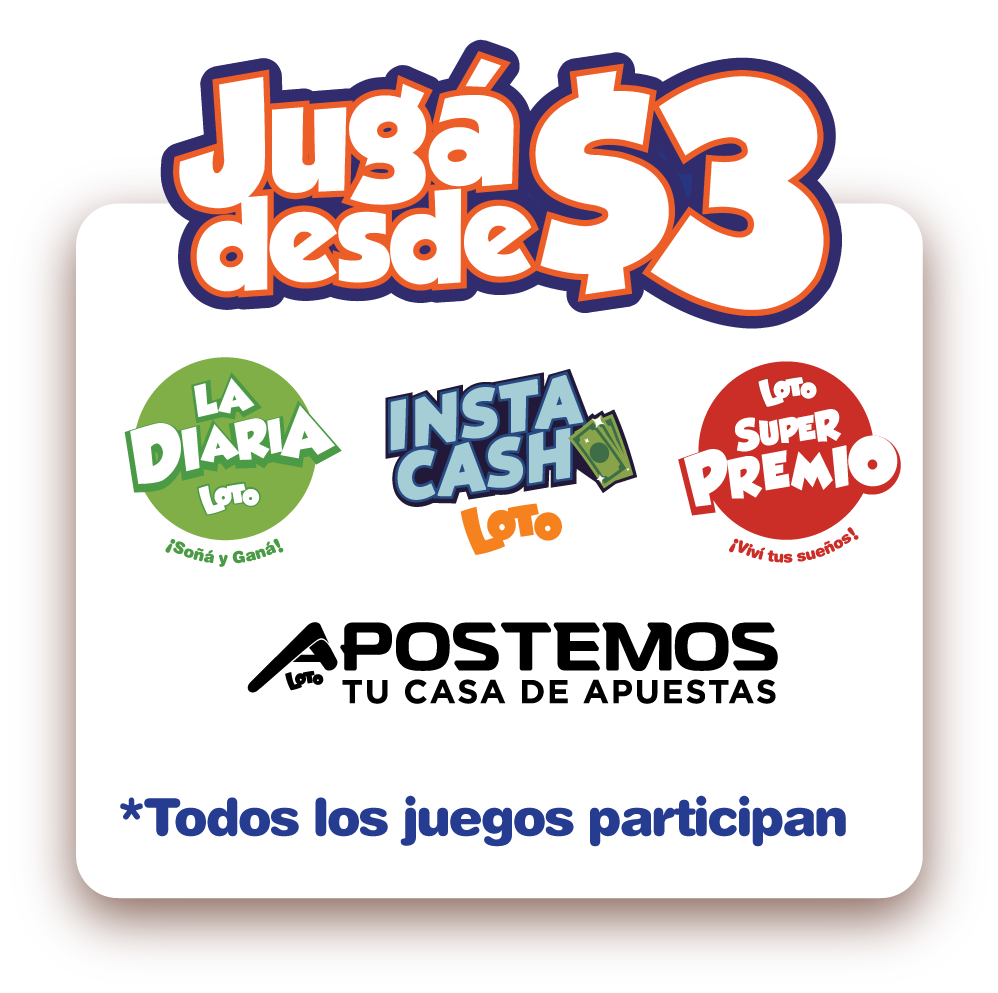 Jugá
desde
$3
LA
DIARIA
LOTO
¡Soñá y Ganá!
INSTA
CASH
LOTO
LOTO
SUPER
PREMIO
¡Viví tus sueños!
APOSTEMOS
LOTO
TU CASA DE APUESTAS
*Todos los juegos participan